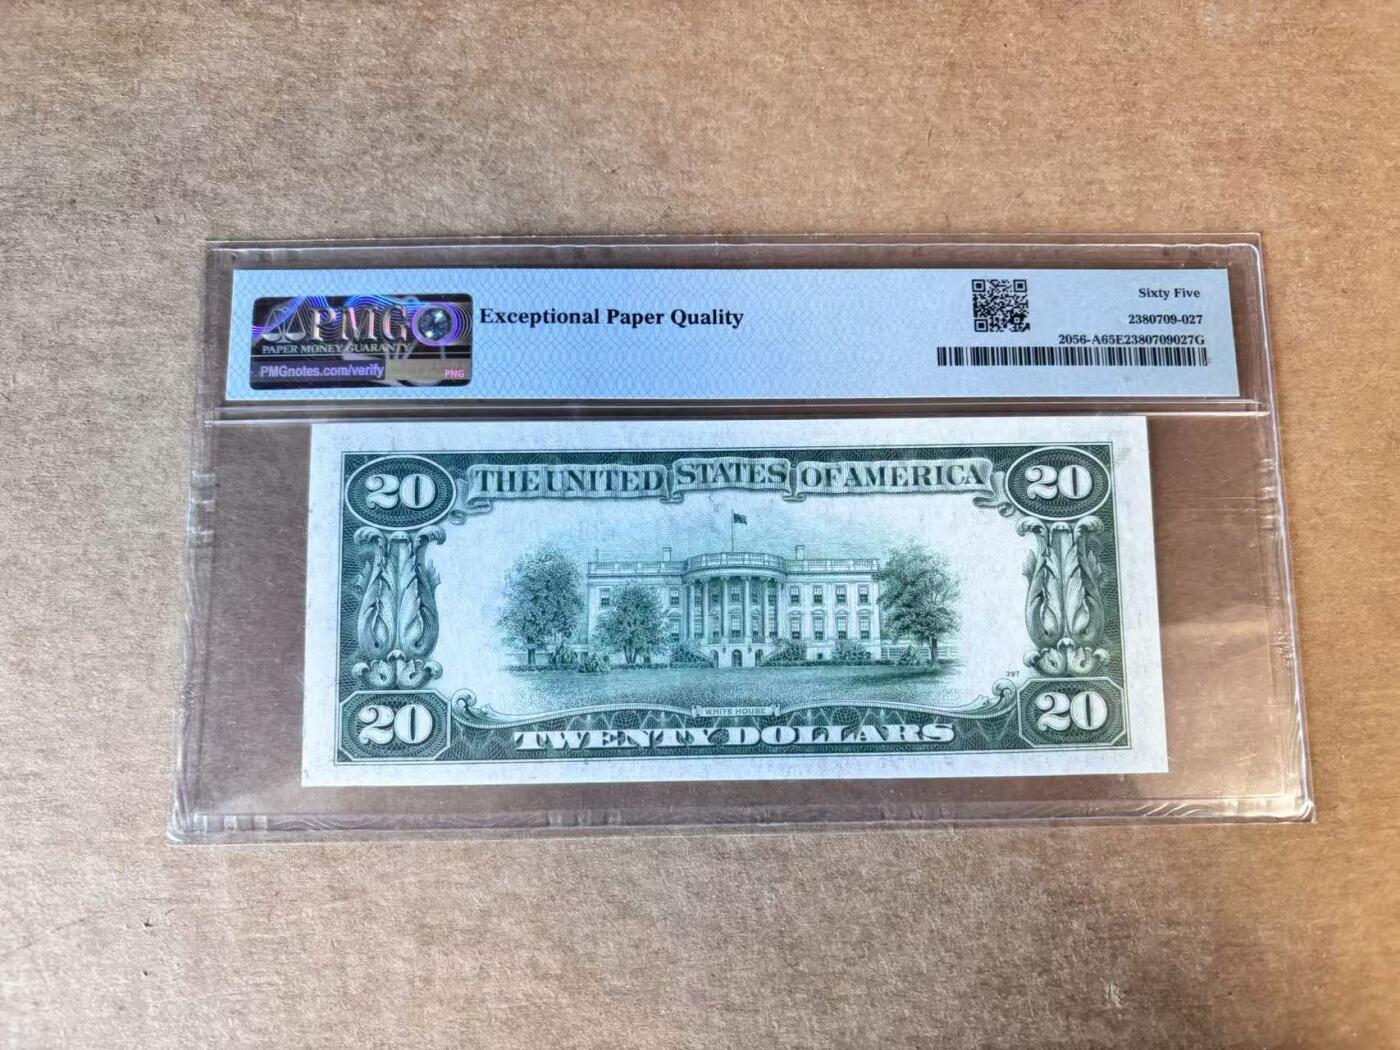 PMG
PAPER MONEY GUARANTY
PMGnotes.com/verify
PNG
Exceptional Paper Quality
Sixty Five
2380709-027
2056-A65E2380709027G
20
THE UNITED STATES OF AMERICA
20
397
20
WHITE HOUSE
TWENTY DOLLARS
20